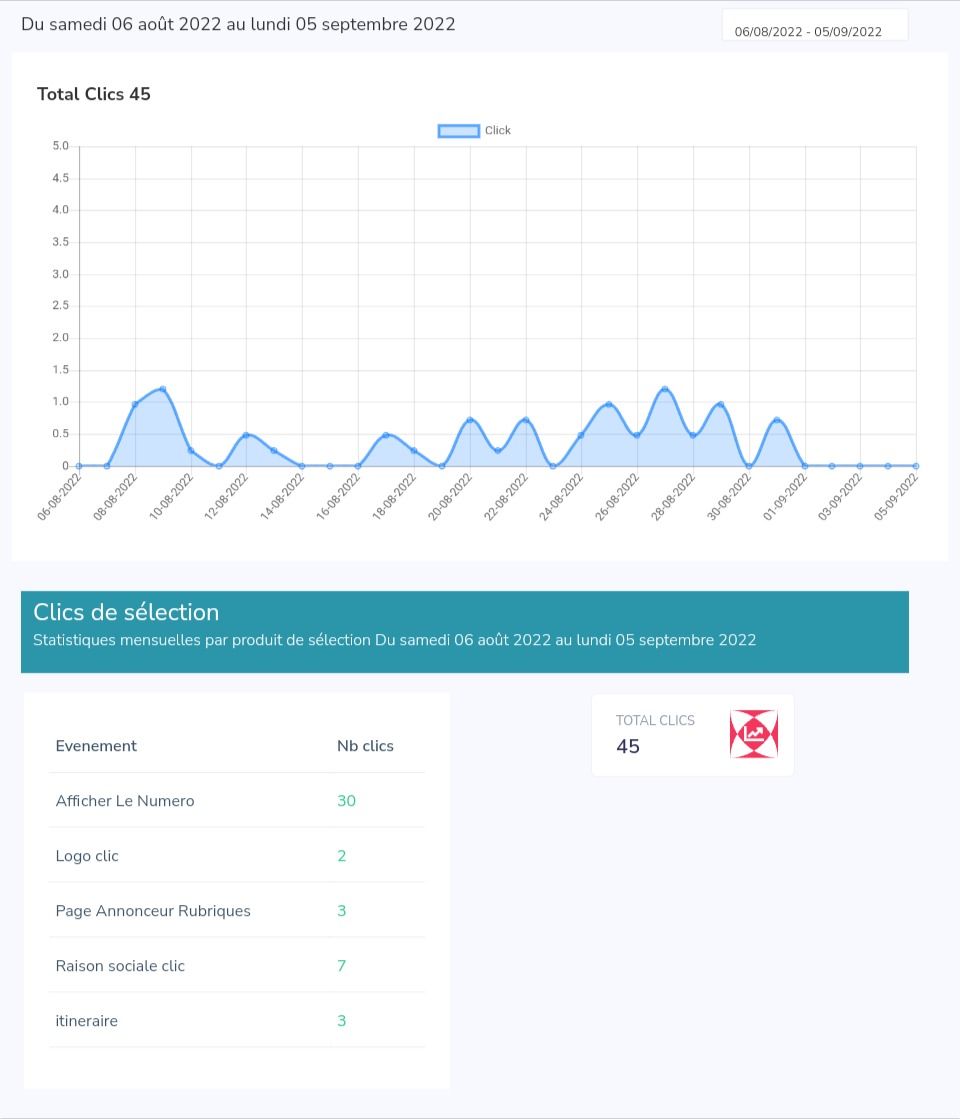 Du samedi 06 août 2022 au lundi 05 septembre 2022
06/08/2022 - 05/09/2022
Total Clics 45
Click
5.0
4.5
4.0
3.5
3.0
2.5
2.0
1.5
1.0
0.5
0
06-08-2022
08-08-2022
10-08-2022
12-08-2022
14-08-2022
16-08-2022
18-08-2022
20-08-2022
22-08-2022
24-08-2022
26-08-2022
28-08-2022
30-08-2022
01-09-2022
03-09-2022
05-09-2022
Clics de sélection
Statistiques mensuelles par produit de sélection Du samedi 06 août 2022 au lundi 05 septembre 2022
TOTAL CLICS
45
Evenement Nb clics
Afficher Le Numero 30
Logo clic 2
Page Annonceur Rubriques 3
Raison sociale clic 7
itineraire 3